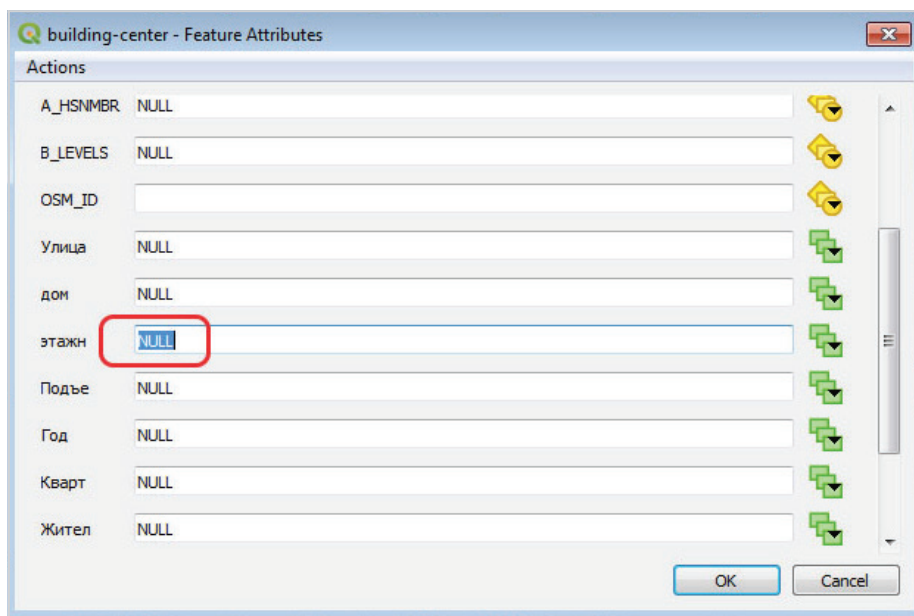 building-center - Feature Attributes
Actions
A_HSNMBR NULL
B_LEVELS NULL
OSM_ID
Улица NULL
дом NULL
этажн NULL
Подъе NULL
Год NULL
Кварт NULL
Жител NULL
OK Cancel